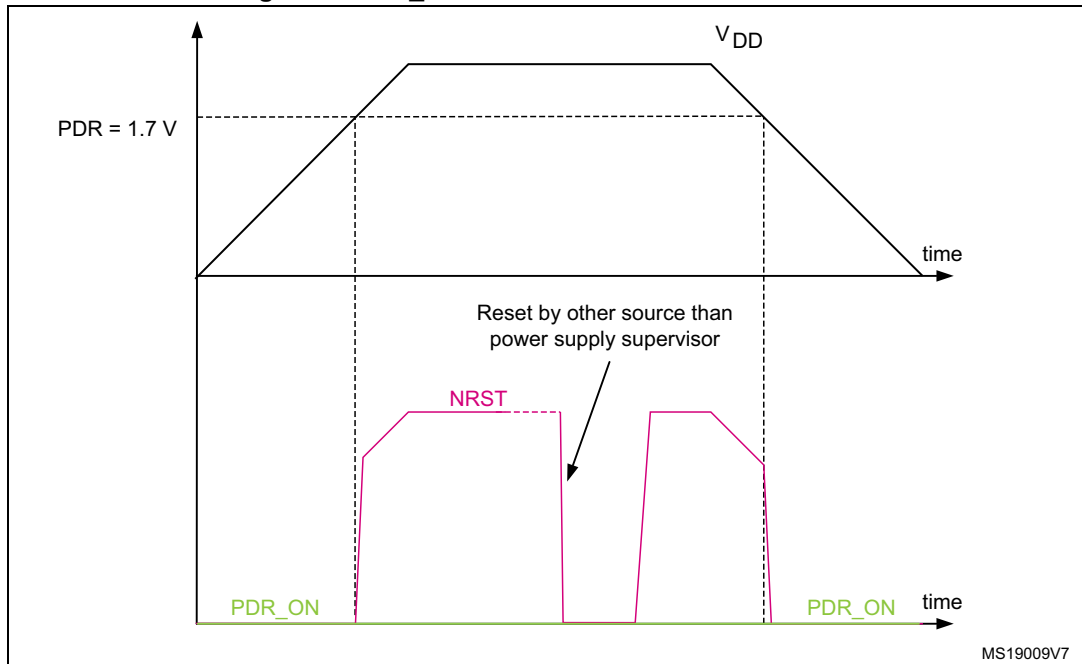 V DD
PDR = 1.7 V
time
Reset by other source than
power supply supervisor
NRST
PDR_ON
PDR_ON
time
MS19009V7